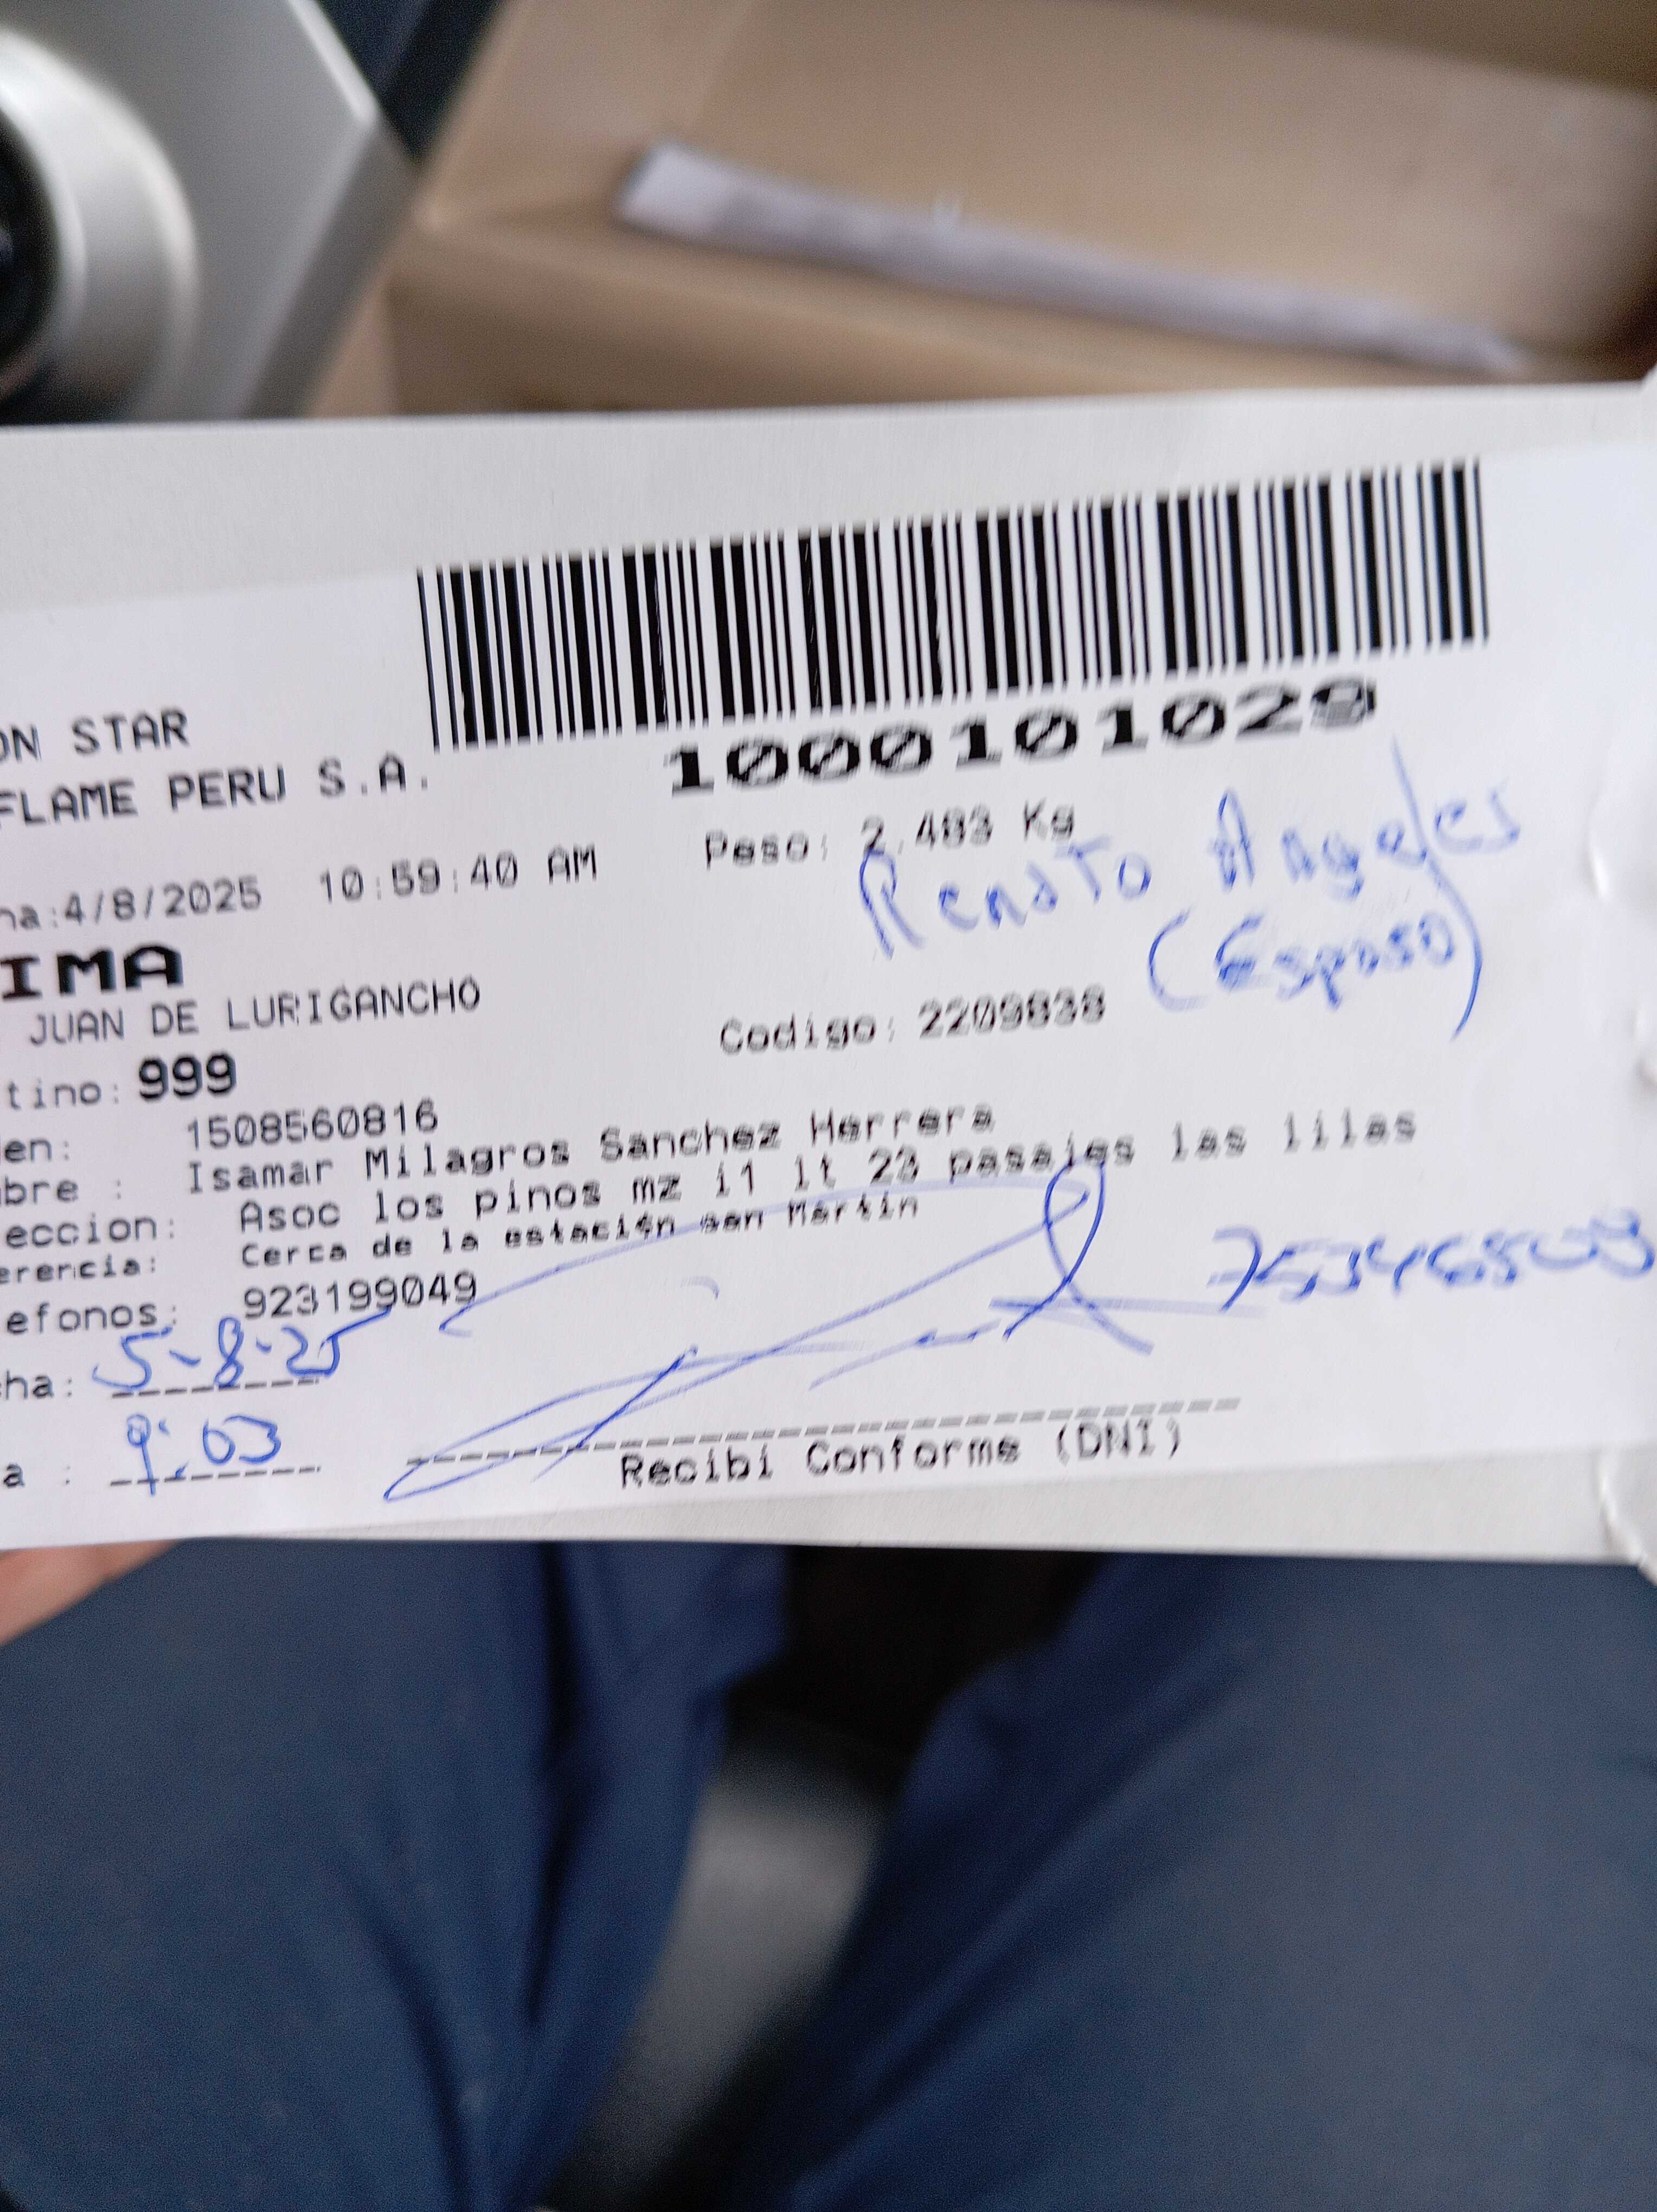 ON STAR
FLAME PERU S.A.
1000101029
Peso: 2.483 Kg
ha:4/8/2025 10:59:40 AM
Renato Angeles
(Esposo)
IMA
JUAN DE LURIGANCHO
Codigo: 2209838
tino: 999
den: 1508560816
bre : Isamar Milagros Sanchez Herrera
eccion: Asoc los pinos mz i1 lt 23 pasajes las lilas
erencia: Cerca de la estación san Martin
efonos: 923199049
ha: 5-8-25
a : 9:03
Recibi Conforme (DNI)